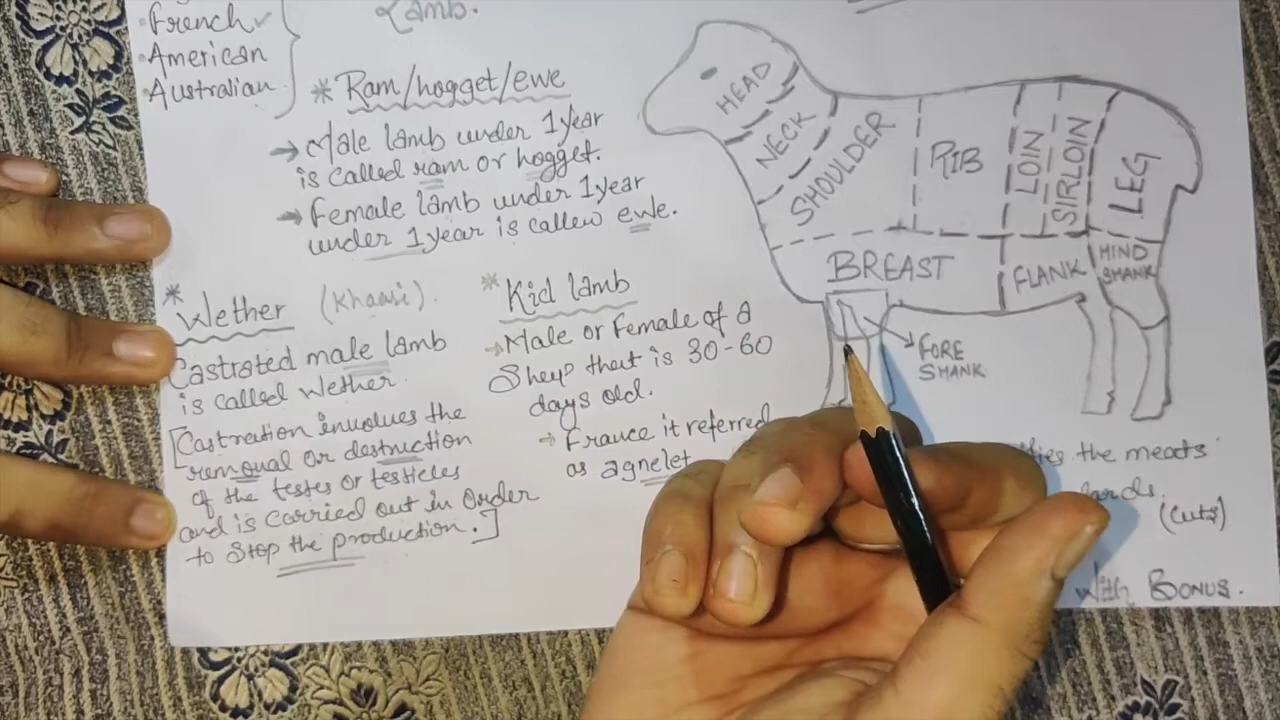 French ✓
American
Australian
Lamb.
* Ram/hogget/ewe
→ Male lamb under 1 year
is called ram or hogget.
→ Female lamb under 1 year
under 1 year is callew ewe.
* Wether (Khaasi).
Castrated male lamb
is called Wether.
[Castration involues the
removal or destruction
of the testes or testicles
and is carried out in order
to stop the production.]
* Kid lamb
→ Male or Female of a
Sheep that is 30-60
days old.
→ France it referred
as agnelet
HEAD
NECK
SHOULDER
RIB
LOIN
SIRLOIN
LEG
BREAST
FLANK
HIND
SHANK
FORE
SHANK
the meats
(cuts)
With BONUS.